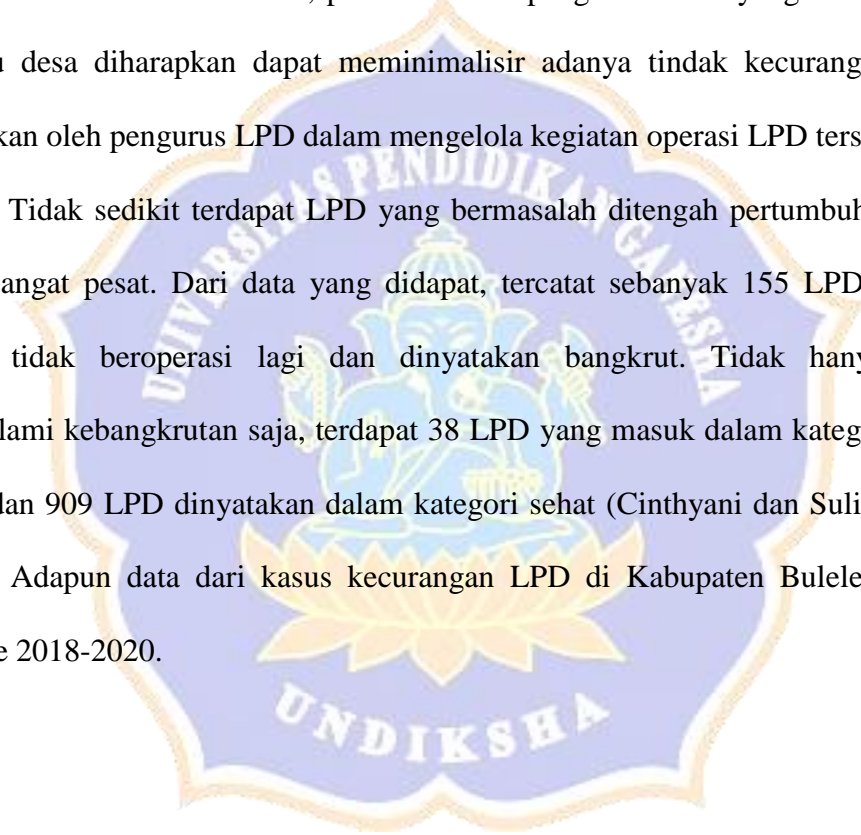 u desa diharapkan dapat meminimalisir adanya tindak kecurang
kan oleh pengurus LPD dalam mengelola kegiatan operasi LPD ters
Tidak sedikit terdapat LPD yang bermasalah ditengah pertumbuh
angat pesat. Dari data yang didapat, tercatat sebanyak 155 LPD
tidak beroperasi lagi dan dinyatakan bangkrut. Tidak hany
lami kebangkrutan saja, terdapat 38 LPD yang masuk dalam kateg
dan 909 LPD dinyatakan dalam kategori sehat (Cinthyani dan Suli
Adapun data dari kasus kecurangan LPD di Kabupaten Bulele
e 2018-2020.
UNIVERSITAS PENDIDIKAN GANESHA
UNDIKSHA